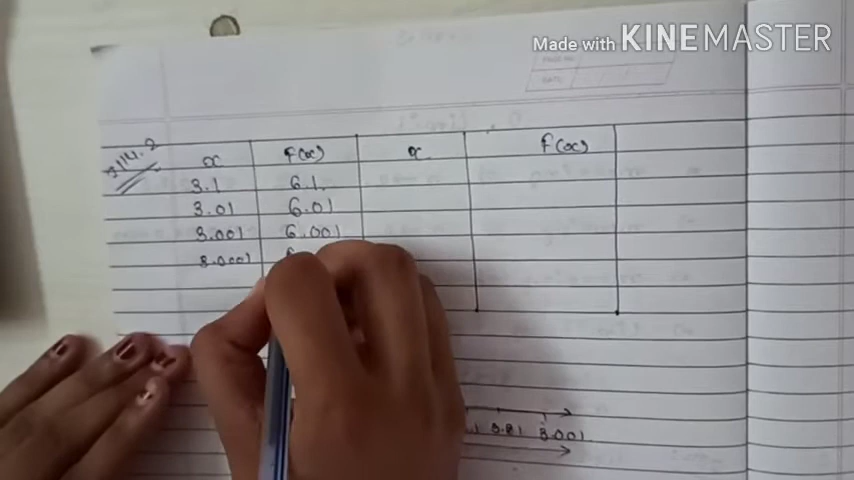 Made with KINEMASTER
x f(x) x f(x)
3.1 6.1
3.01 6.01
3.001 6.001
3.0001
3.001